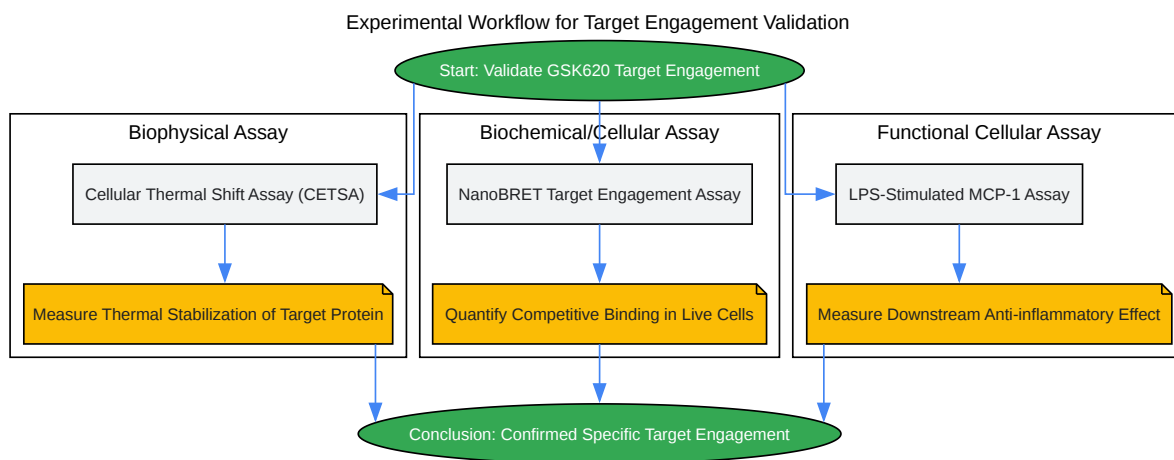 Experimental Workflow for Target Engagement Validation
Start: Validate GSK620 Target Engagement
Biophysical Assay
Biochemical/Cellular Assay
Functional Cellular Assay
Cellular Thermal Shift Assay (CETSA)
NanoBRET Target Engagement Assay
LPS-Stimulated MCP-1 Assay
Measure Thermal Stabilization of Target Protein
Quantify Competitive Binding in Live Cells
Measure Downstream Anti-inflammatory Effect
Conclusion: Confirmed Specific Target Engagement